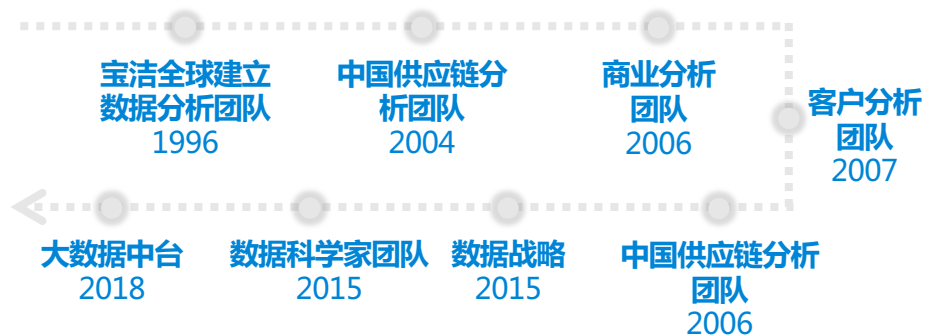 宝洁全球建立
数据分析团队
1996
中国供应链分
析团队
2004
商业分析
团队
2006
客户分析
团队
2007
中国供应链分析
团队
2006
数据战略
2015
数据科学家团队
2015
大数据中台
2018